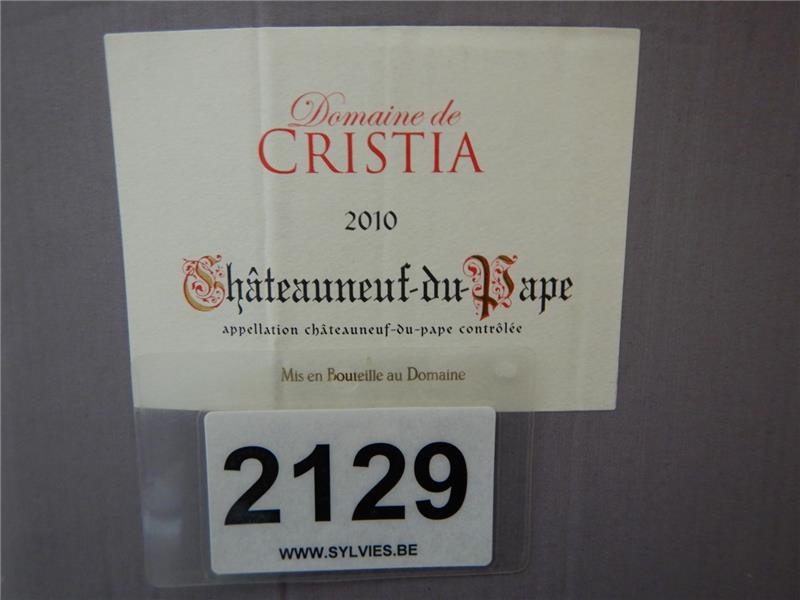 Domaine de
CRISTIA
2010
Châteauneuf-du-Pape
appellation châteauneuf-du-pape contrôlée
Mis en Bouteille au Domaine
2129
WWW.SYLVIES.BE